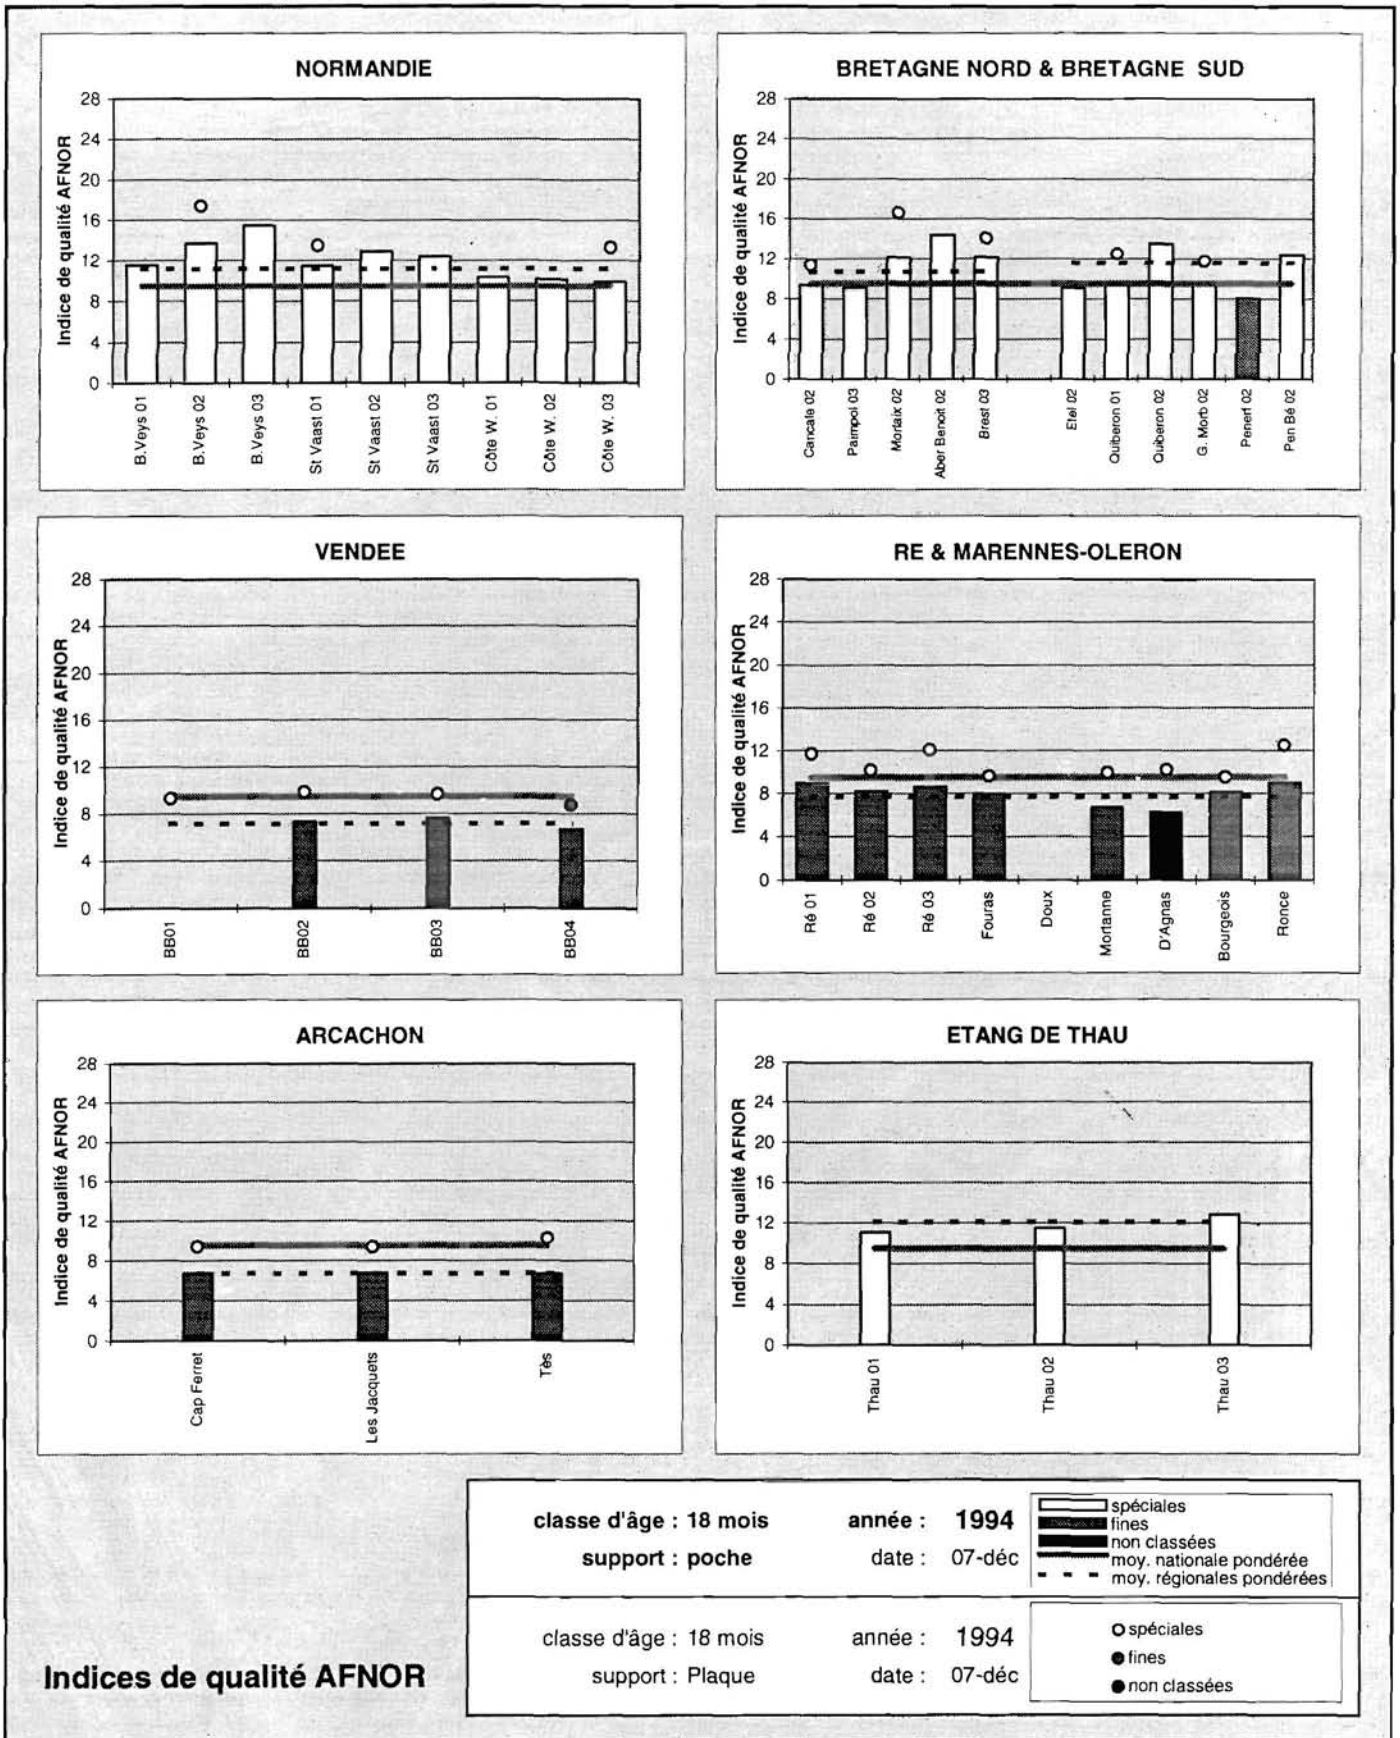 NORMANDIE
Indice de qualité AFNOR
28
24
20
16
12
8
4
0
B.Veys 01
B.Veys 02
B.Veys 03
St Vaast 01
St Vaast 02
St Vaast 03
Côte W. 01
Côte W. 02
Côte W. 03
BRETAGNE NORD & BRETAGNE SUD
Indice de qualité AFNOR
28
24
20
16
12
8
4
0
Cancale 02
Paimpol 03
Morlaix 02
Aber Benoit 02
Brest 03
Etel 02
Quiberon 01
Quiberon 02
G. Morb 02
Penerf 02
Pen Bé 02
VENDEE
Indice de qualité AFNOR
28
24
20
16
12
8
4
0
BB01
BB02
BB03
BB04
RE & MARENNES-OLERON
Indice de qualité AFNOR
28
24
20
16
12
8
4
0
Ré 01
Ré 02
Ré 03
Fouras
Doux
Mortanne
D'Agnas
Bourgeois
Ronce
ARCACHON
Indice de qualité AFNOR
28
24
20
16
12
8
4
0
Cap Ferret
Les Jacquets
Tès
ETANG DE THAU
Indice de qualité AFNOR
28
24
20
16
12
8
4
0
Thau 01
Thau 02
Thau 03
classe d'âge : 18 mois année : 1994
support : poche date : 07-déc
spéciales
fines
non classées
moy. nationale pondérée
moy. régionales pondérées
classe d'âge : 18 mois année : 1994
support : Plaque date : 07-déc
spéciales
fines
non classées
Indices de qualité AFNOR